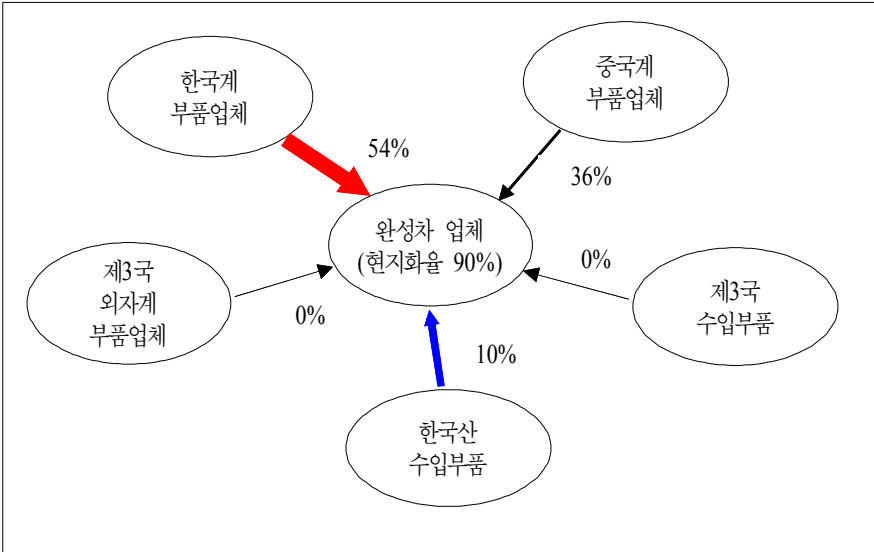 한국계
부품업체
중국계
부품업체
54%
36%
완성차 업체
(현지화율 90%)
제3국
외자계
부품업체
0%
0%
제3국
수입부품
10%
한국산
수입부품